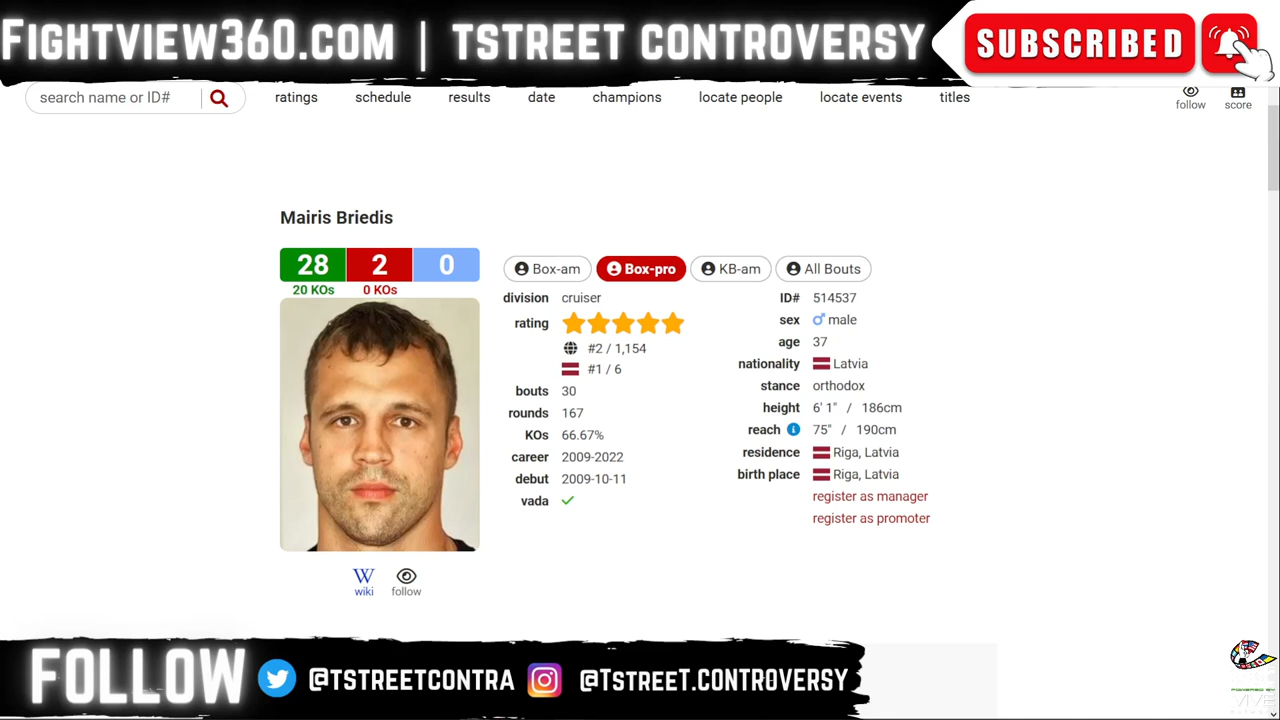 FIGHTVIEW360.COM | TSTREET CONTROVERSY
SUBSCRIBED
search name or ID#
ratings schedule results date champions locate people locate events titles
follow score
Mairis Briedis
28 2 0
20 KOs 0 KOs
Box-am Box-pro KB-am All Bouts
division cruiser
rating
#2 / 1,154
#1 / 6
bouts 30
rounds 167
KOs 66.67%
career 2009-2022
debut 2009-10-11
vada
ID# 514537
sex male
age 37
nationality Latvia
stance orthodox
height 6' 1" / 186cm
reach 75" / 190cm
residence Riga, Latvia
birth place Riga, Latvia
register as manager
register as promoter
W
wiki follow
FOLLOW @TSTREETCONTRA @TSTREET.CONTROVERSY
POWERED BY